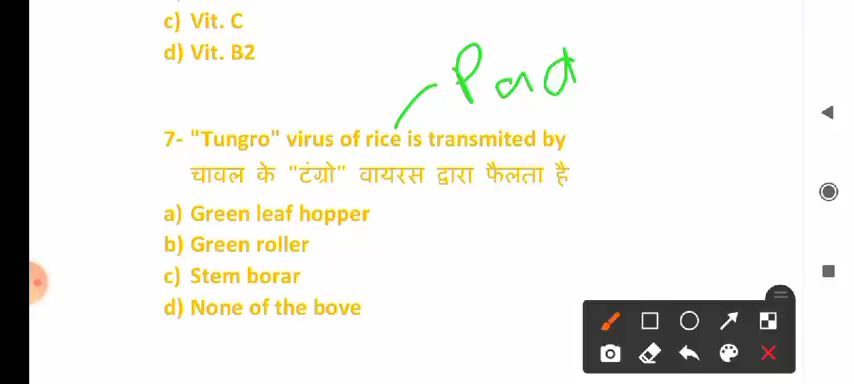 c) Vit. C
d) Vit. B2
Pad
7- "Tungro" virus of rice is transmited by
चावल के "टंग्रो" वायरस द्वारा फैलता है
a) Green leaf hopper
b) Green roller
c) Stem borar
d) None of the bove